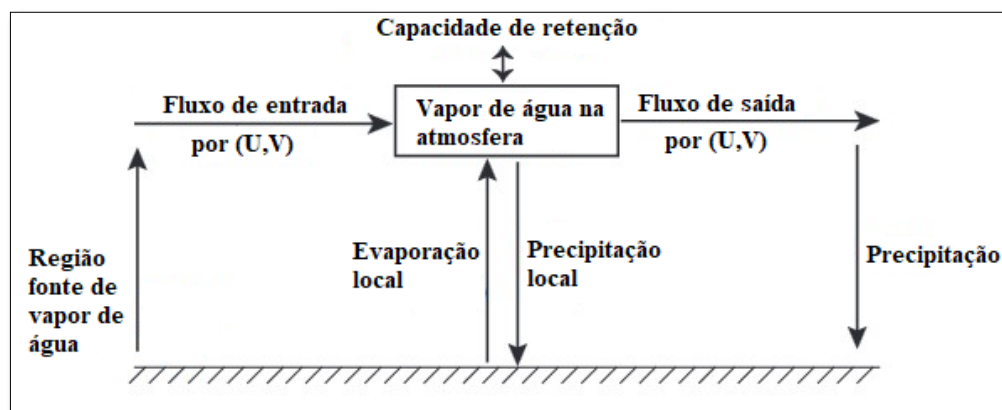 Capacidade de retenção
Fluxo de entrada
por (U,V)
Vapor de água na
atmosfera
Fluxo de saída
por (U,V)
Região
fonte de
vapor de
água
Evaporação
local
Precipitação
local
Precipitação